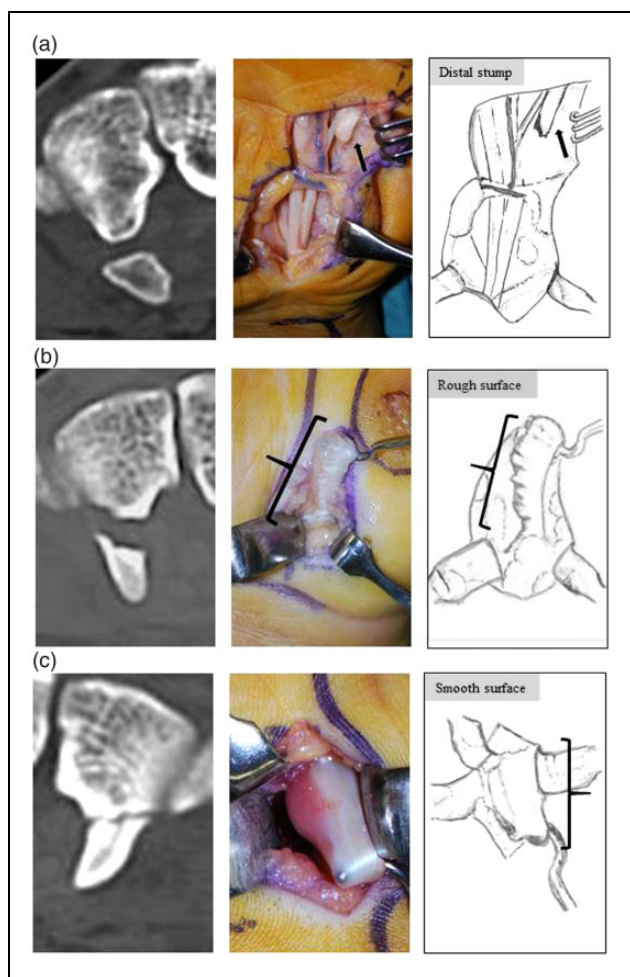 (a)
Distal stump
(b)
Rough surface
(c)
Smooth surface